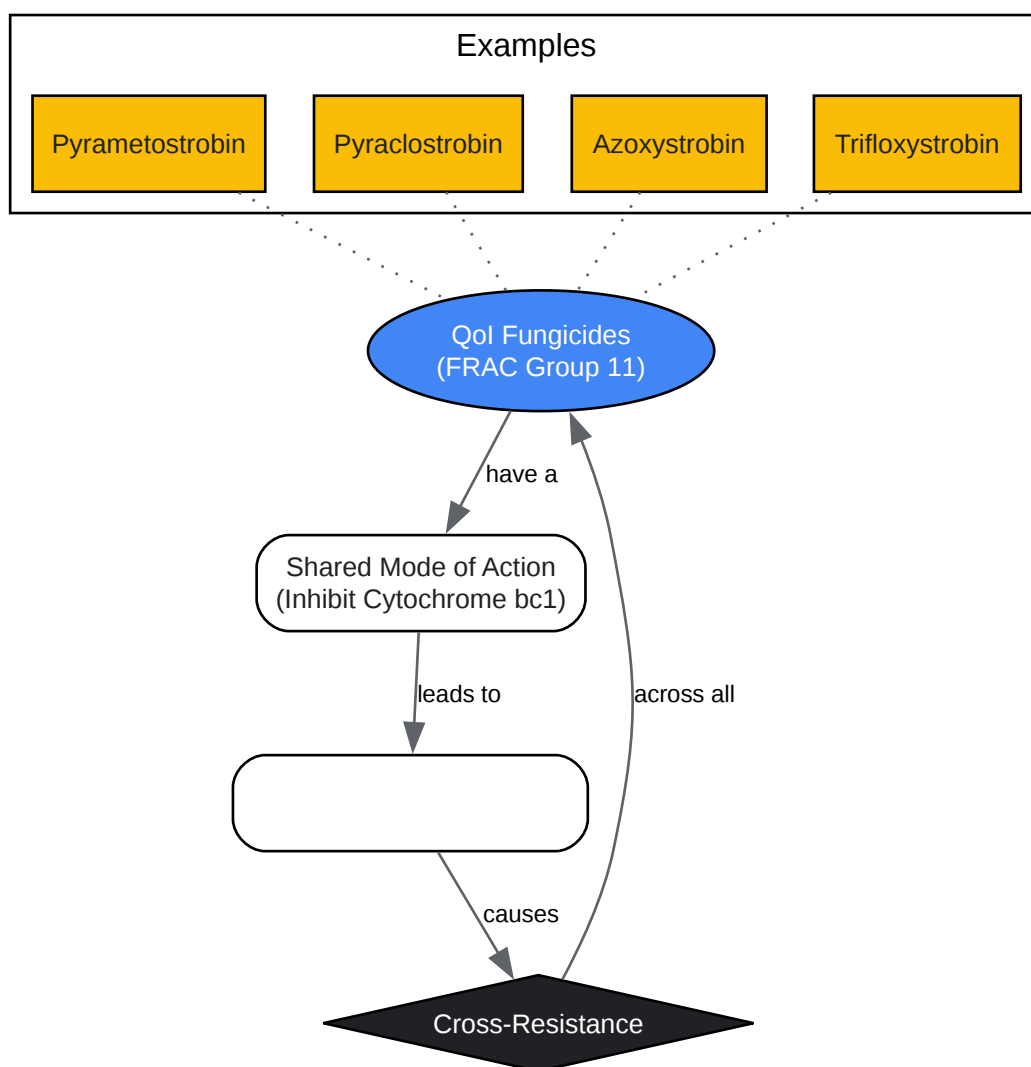 Examples
Pyrametostrobin
Pyraclostrobin
Azoxystrobin
Trifloxystrobin
QoI Fungicides
(FRAC Group 11)
have a
Shared Mode of Action
(Inhibit Cytochrome bc1)
leads to
across all
causes
Cross-Resistance